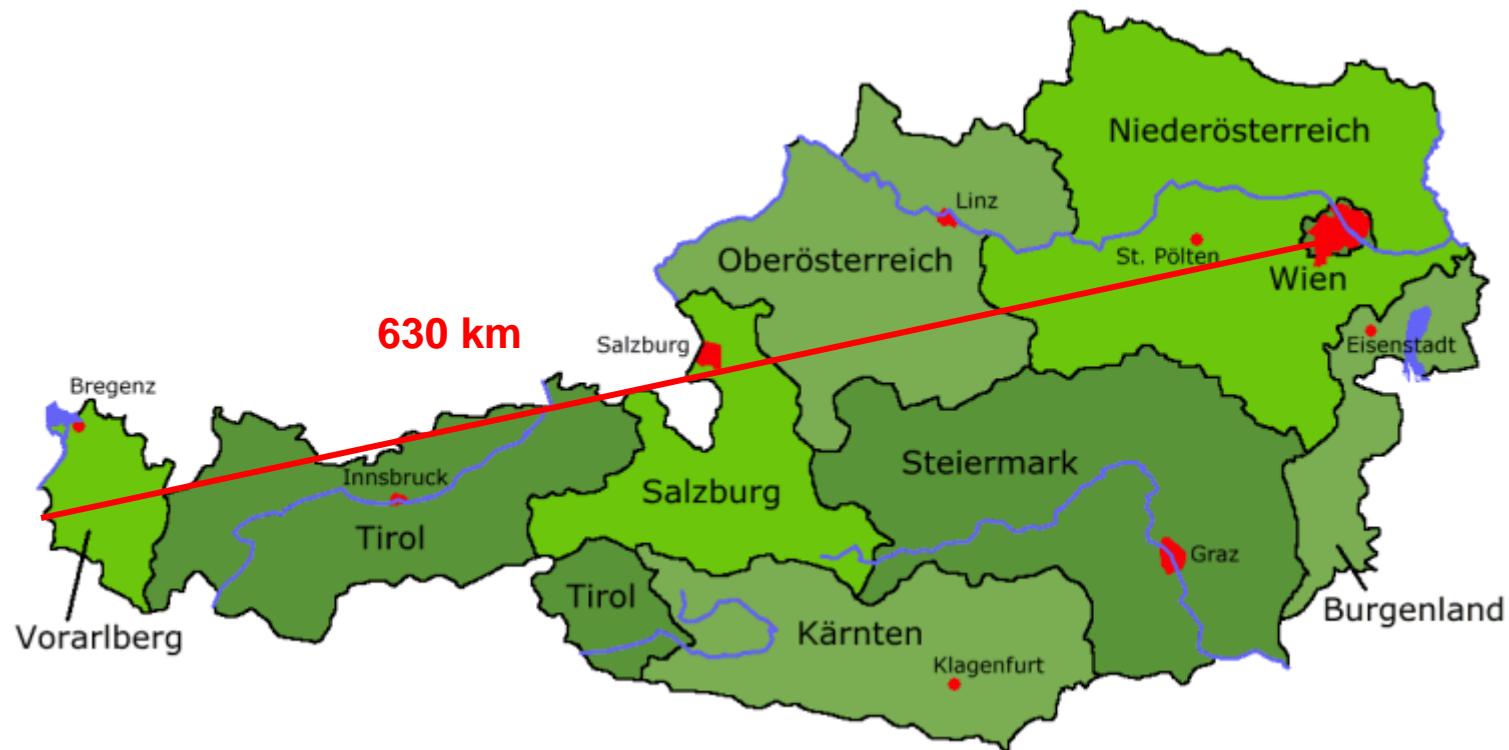 Niederösterreich
Linz
Oberösterreich
St. Pölten
Wien
630 km
Salzburg
Eisenstadt
Bregenz
Innsbruck
Steiermark
Salzburg
Tirol
Graz
Tirol
Burgenland
Vorarlberg
Kärnten
Klagenfurt